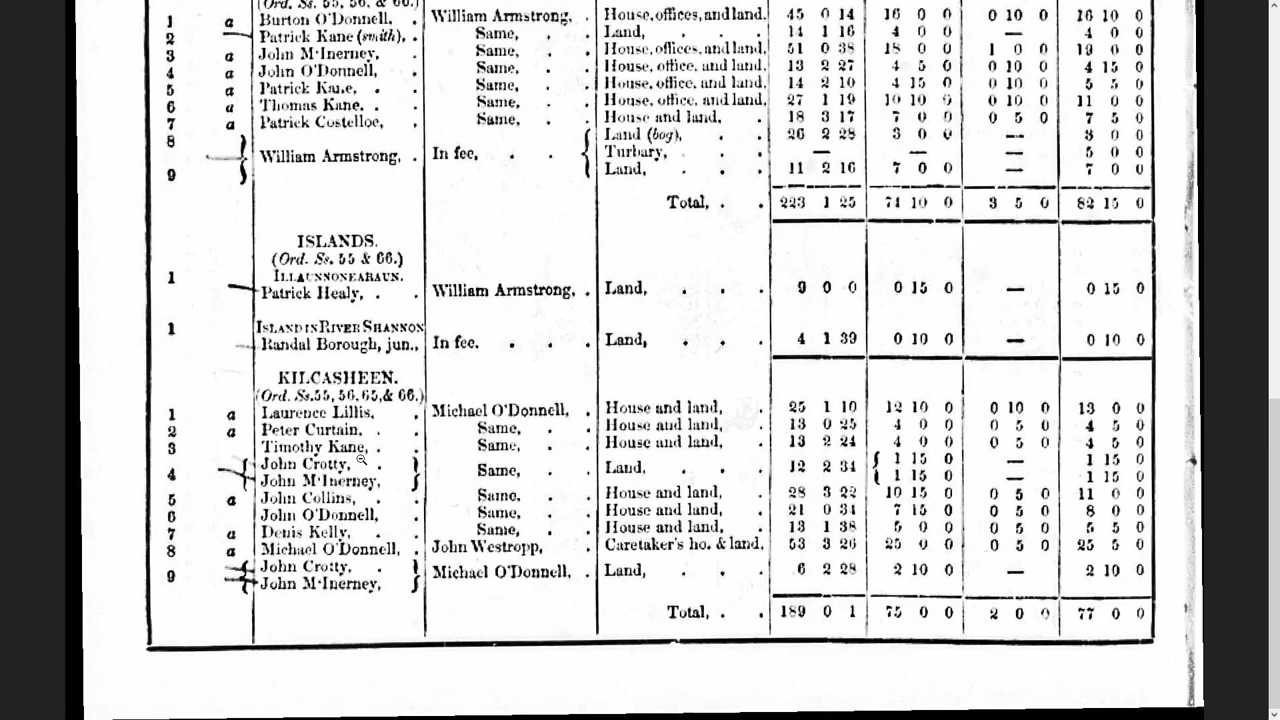 (Ord. Ss. 55, 56, & 66.)
1 a Burton O'Donnell, . William Armstrong, . House, offices, and land. 45 0 14 16 0 0 0 10 0 16 10 0
2 Patrick Kane (smith), . Same, . . Land, . . . 14 1 16 4 0 0 — 4 0 0
3 a John M'Inerney, . Same, . . House, offices, and land, 51 0 38 18 0 0 1 0 0 19 0 0
4 a John O'Donnell, . Same, . . House, office, and land, 13 2 27 4 5 0 0 10 0 4 15 0
5 a Patrick Kane, . Same, . . House, office, and land, 14 2 10 4 15 0 0 10 0 5 5 0
6 a Thomas Kane, . . Same, . . House, office, and land, 27 1 19 10 10 0 0 10 0 11 0 0
7 a Patrick Costelloe, . Same, . . House and land, . 18 3 17 7 0 0 0 5 0 7 5 0
8 Land (bog), . . 26 2 28 3 0 0 — 3 0 0
William Armstrong, . In fee, . . Turbary, . . . — — — 5 0 0
9 Land, . . . 11 2 16 7 0 0 — 7 0 0
Total, . . 223 1 25 74 10 0 3 5 0 82 15 0
ISLANDS.
(Ord. Ss. 55 & 66.)
ILLAUNNONEARAUN.
1 Patrick Healy, . . William Armstrong, . Land, . . . 9 0 0 0 15 0 — 0 15 0
ISLAND IN RIVER SHANNON
1 Randal Borough, jun., In fee. . . . Land, . . . 4 1 39 0 10 0 — 0 10 0
KILCASHEEN.
(Ord. Ss. 55, 56, 65, & 66.)
1 a Laurence Lillis, . Michael O'Donnell, . House and land, . 25 1 10 12 10 0 0 10 0 13 0 0
2 a Peter Curtain, . . Same, . . House and land, . 13 0 25 4 0 0 0 5 0 4 5 0
3 Timothy Kane, . . Same, . . House and land, . 13 2 24 4 0 0 0 5 0 4 5 0
John Crotty, . 1 15 0 — 1 15 0
4 Same, . . Land, . . . 12 2 34
John M'Inerney, 1 15 0 — 1 15 0
5 a John Collins, . . Same. . . House and land, . 28 3 22 10 15 0 0 5 0 11 0 0
6 John O'Donnell, . Same, . . House and land, . 21 0 34 7 15 0 0 5 0 8 0 0
7 a Denis Kelly, . . Same, . . House and land, . 13 1 38 5 0 0 0 5 0 5 5 0
8 a Michael O'Donnell, . John Westropp, . Caretaker's ho. & land, 53 3 26 25 0 0 0 5 0 25 5 0
John Crotty, .
9 Michael O'Donnell, . Land, . . . 6 2 28 2 10 0 — 2 10 0
John M'Inerney,
Total, . . 189 0 1 75 0 0 2 0 0 77 0 0